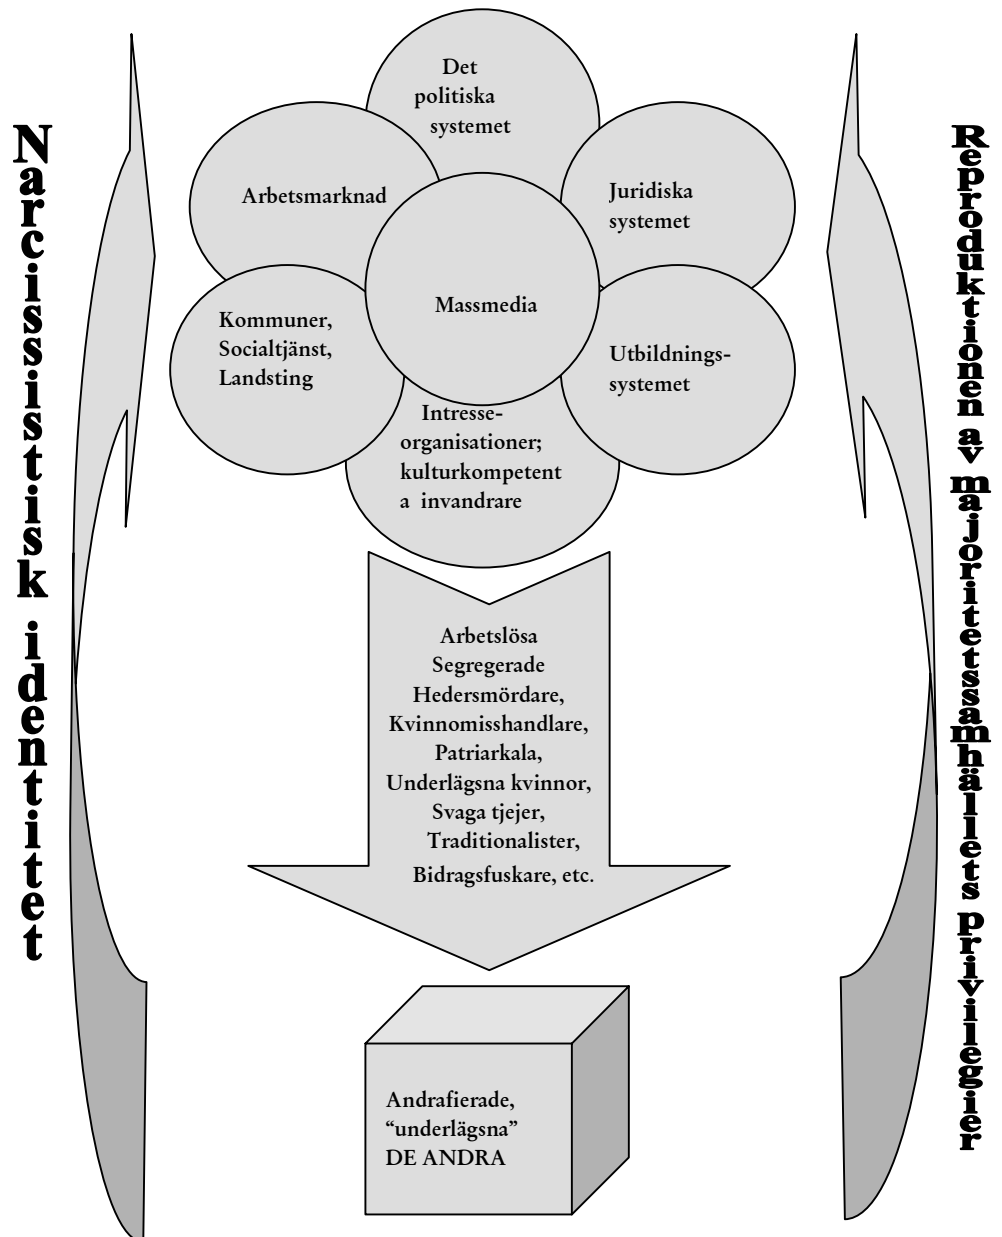 Narcissistisk identitet
Det
politiska
systemet
Arbetsmarknad
Juridiska
systemet
Massmedia
Kommuner,
Socialtjänst,
Landsting
Utbildnings-
systemet
Intresse-
organisationer;
kulturkompetent
a invandrare
Arbetslösa
Segregerade
Hedersmördare,
Kvinnomisshandlare,
Patriarkala,
Underlägsna kvinnor,
Svaga tjejer,
Traditionalister,
Bidragsfuskare, etc.
Andrafierade,
“underlägsna”
DE ANDRA
Reproduktionen av majoritetssamhällets privilegier